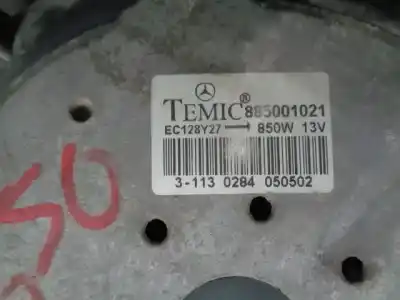 TEMIC® 885001021
EC128Y27 → 850W 13V
3-113 0284 050502
50